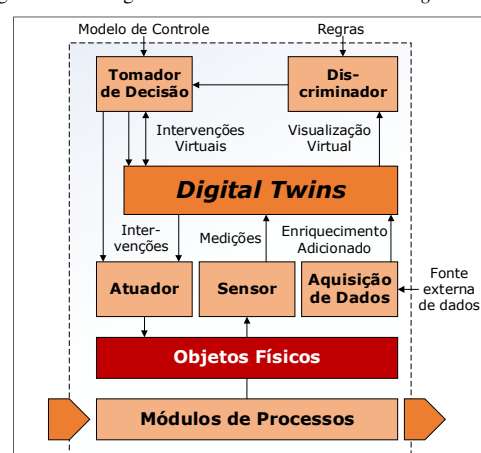 Modelo de Controle
Regras
Tomador
de Decisão
Dis-
criminador
Intervenções
Virtuais
Visualização
Virtual
Digital Twins
Inter-
venções
Medições
Enriquecimento
Adicionado
Atuador
Sensor
Aquisição
de Dados
Fonte
externa
de dados
Objetos Físicos
Módulos de Processos